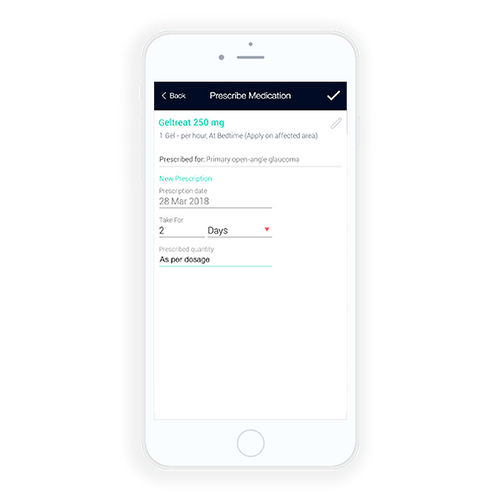 Back
Prescribe Medication
Geltreat 250 mg
1 Gel - per hour, At Bedtime (Apply on affected area)
Prescribed for: Primary open-angle glaucoma
New Prescription
Prescription date
28 Mar 2018
Take For
2 Days
Prescribed quantity
As per dosage